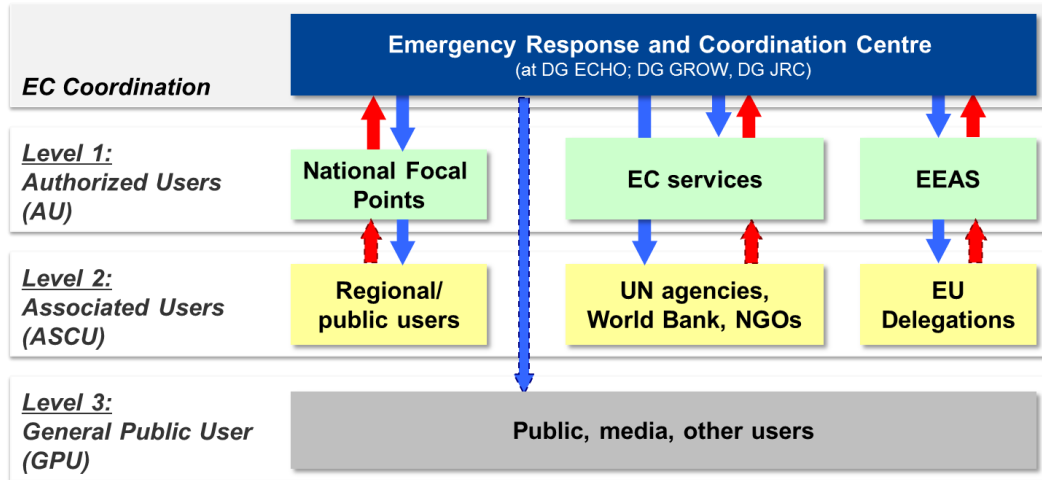 Emergency Response and Coordination Centre
(at DG ECHO; DG GROW, DG JRC)
EC Coordination
Level 1:
Authorized Users
(AU)
National Focal
Points
EC services
EEAS
Level 2:
Associated Users
(ASCU)
Regional/
public users
UN agencies,
World Bank, NGOs
EU
Delegations
Level 3:
General Public User
(GPU)
Public, media, other users